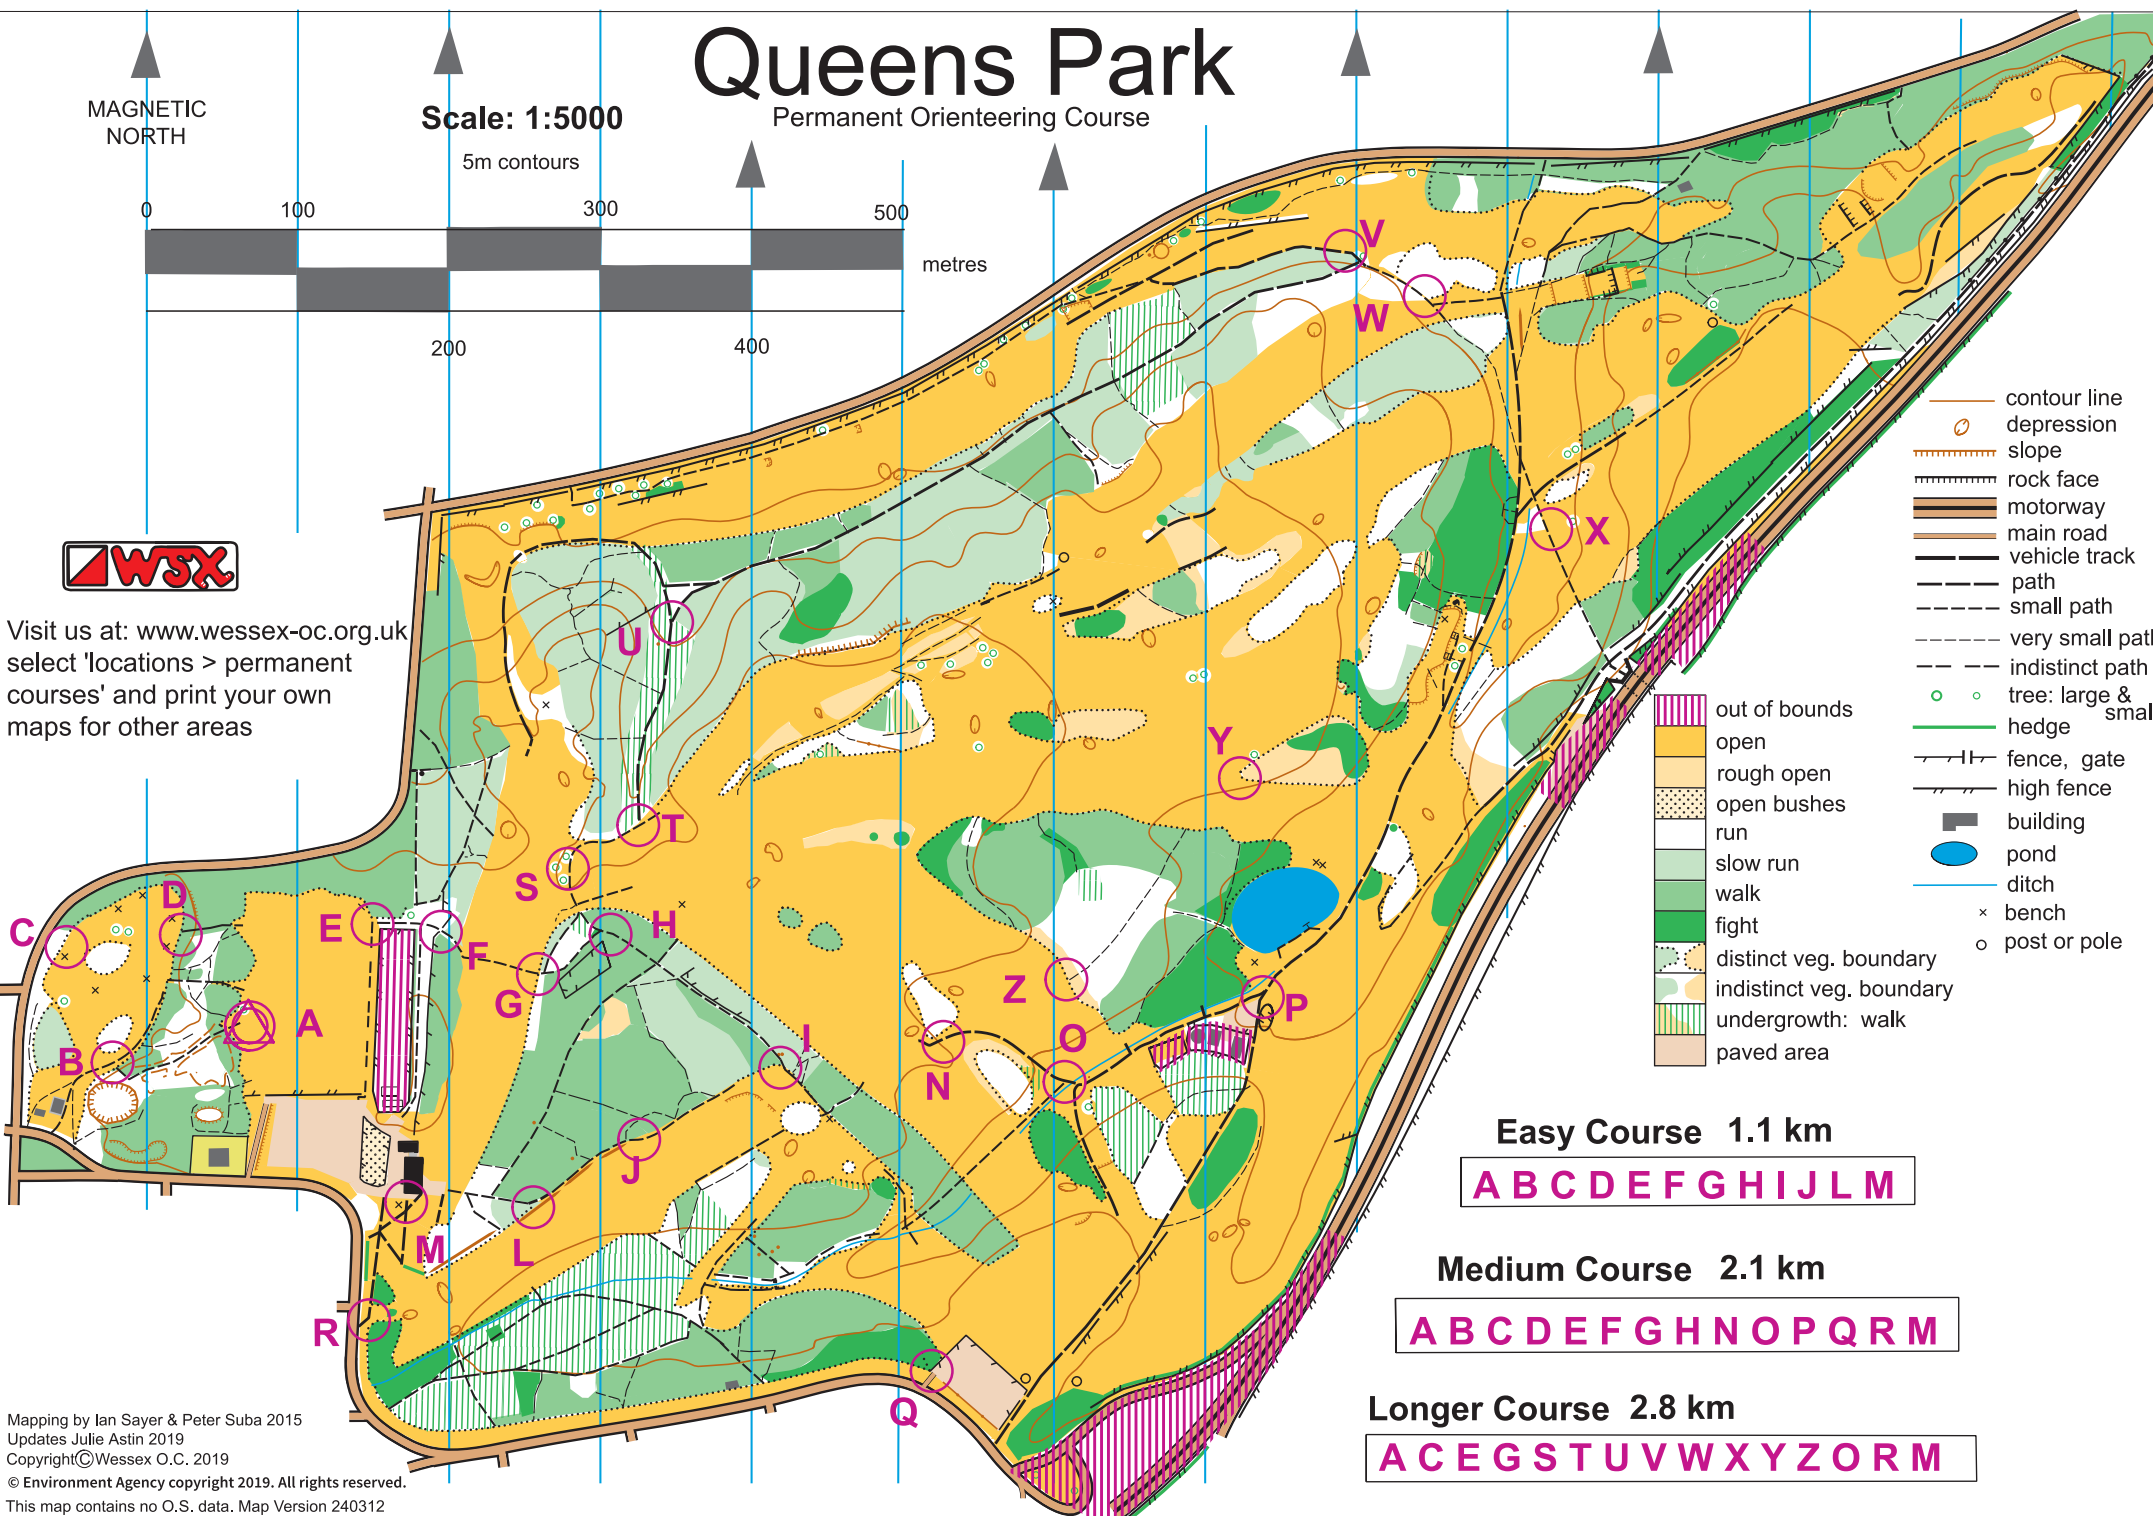 Queens Park
Permanent Orienteering Course
MAGNETIC
NORTH
Scale: 1:5000
5m contours
0
100
300
500
metres
200
400
WSX
Visit us at: www.wessex-oc.org.uk
select 'locations > permanent
courses' and print your own
maps for other areas
V
W
X
U
Y
T
S
C
D
E
F
H
G
Z
P
A
B
I
O
N
J
M
L
R
Q
contour line
depression
slope
rock face
motorway
main road
vehicle track
path
small path
very small path
indistinct path
tree: large &
smal
hedge
fence, gate
high fence
building
pond
ditch
bench
post or pole
out of bounds
open
rough open
open bushes
run
slow run
walk
fight
distinct veg. boundary
indistinct veg. boundary
undergrowth: walk
paved area
Easy Course 1.1 km
A B C D E F G H I J L M
Medium Course 2.1 km
A B C D E F G H N O P Q R M
Longer Course 2.8 km
A C E G S T U V W X Y Z O R M
Mapping by Ian Sayer & Peter Suba 2015
Updates Julie Astin 2019
Copyright©Wessex O.C. 2019
© Environment Agency copyright 2019. All rights reserved.
This map contains no O.S. data. Map Version 240312